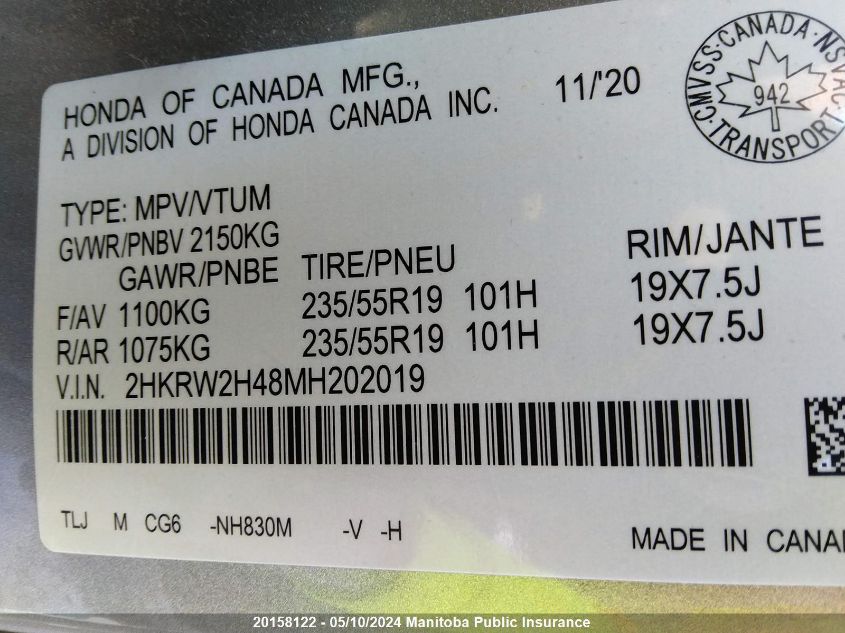 HONDA OF CANADA MFG., 11/'20
A DIVISION OF HONDA CANADA INC.
CMVSS·CANADA·NSVAC
942
TRANSPORT
TYPE: MPV/VTUM
GVWR/PNBV 2150KG
GAWR/PNBE TIRE/PNEU RIM/JANTE
F/AV 1100KG 235/55R19 101H 19X7.5J
R/AR 1075KG 235/55R19 101H 19X7.5J
V.I.N. 2HKRW2H48MH202019
TLJ M CG6 -NH830M -V -H
MADE IN CANA
20158122 - 05/10/2024 Manitoba Public Insurance